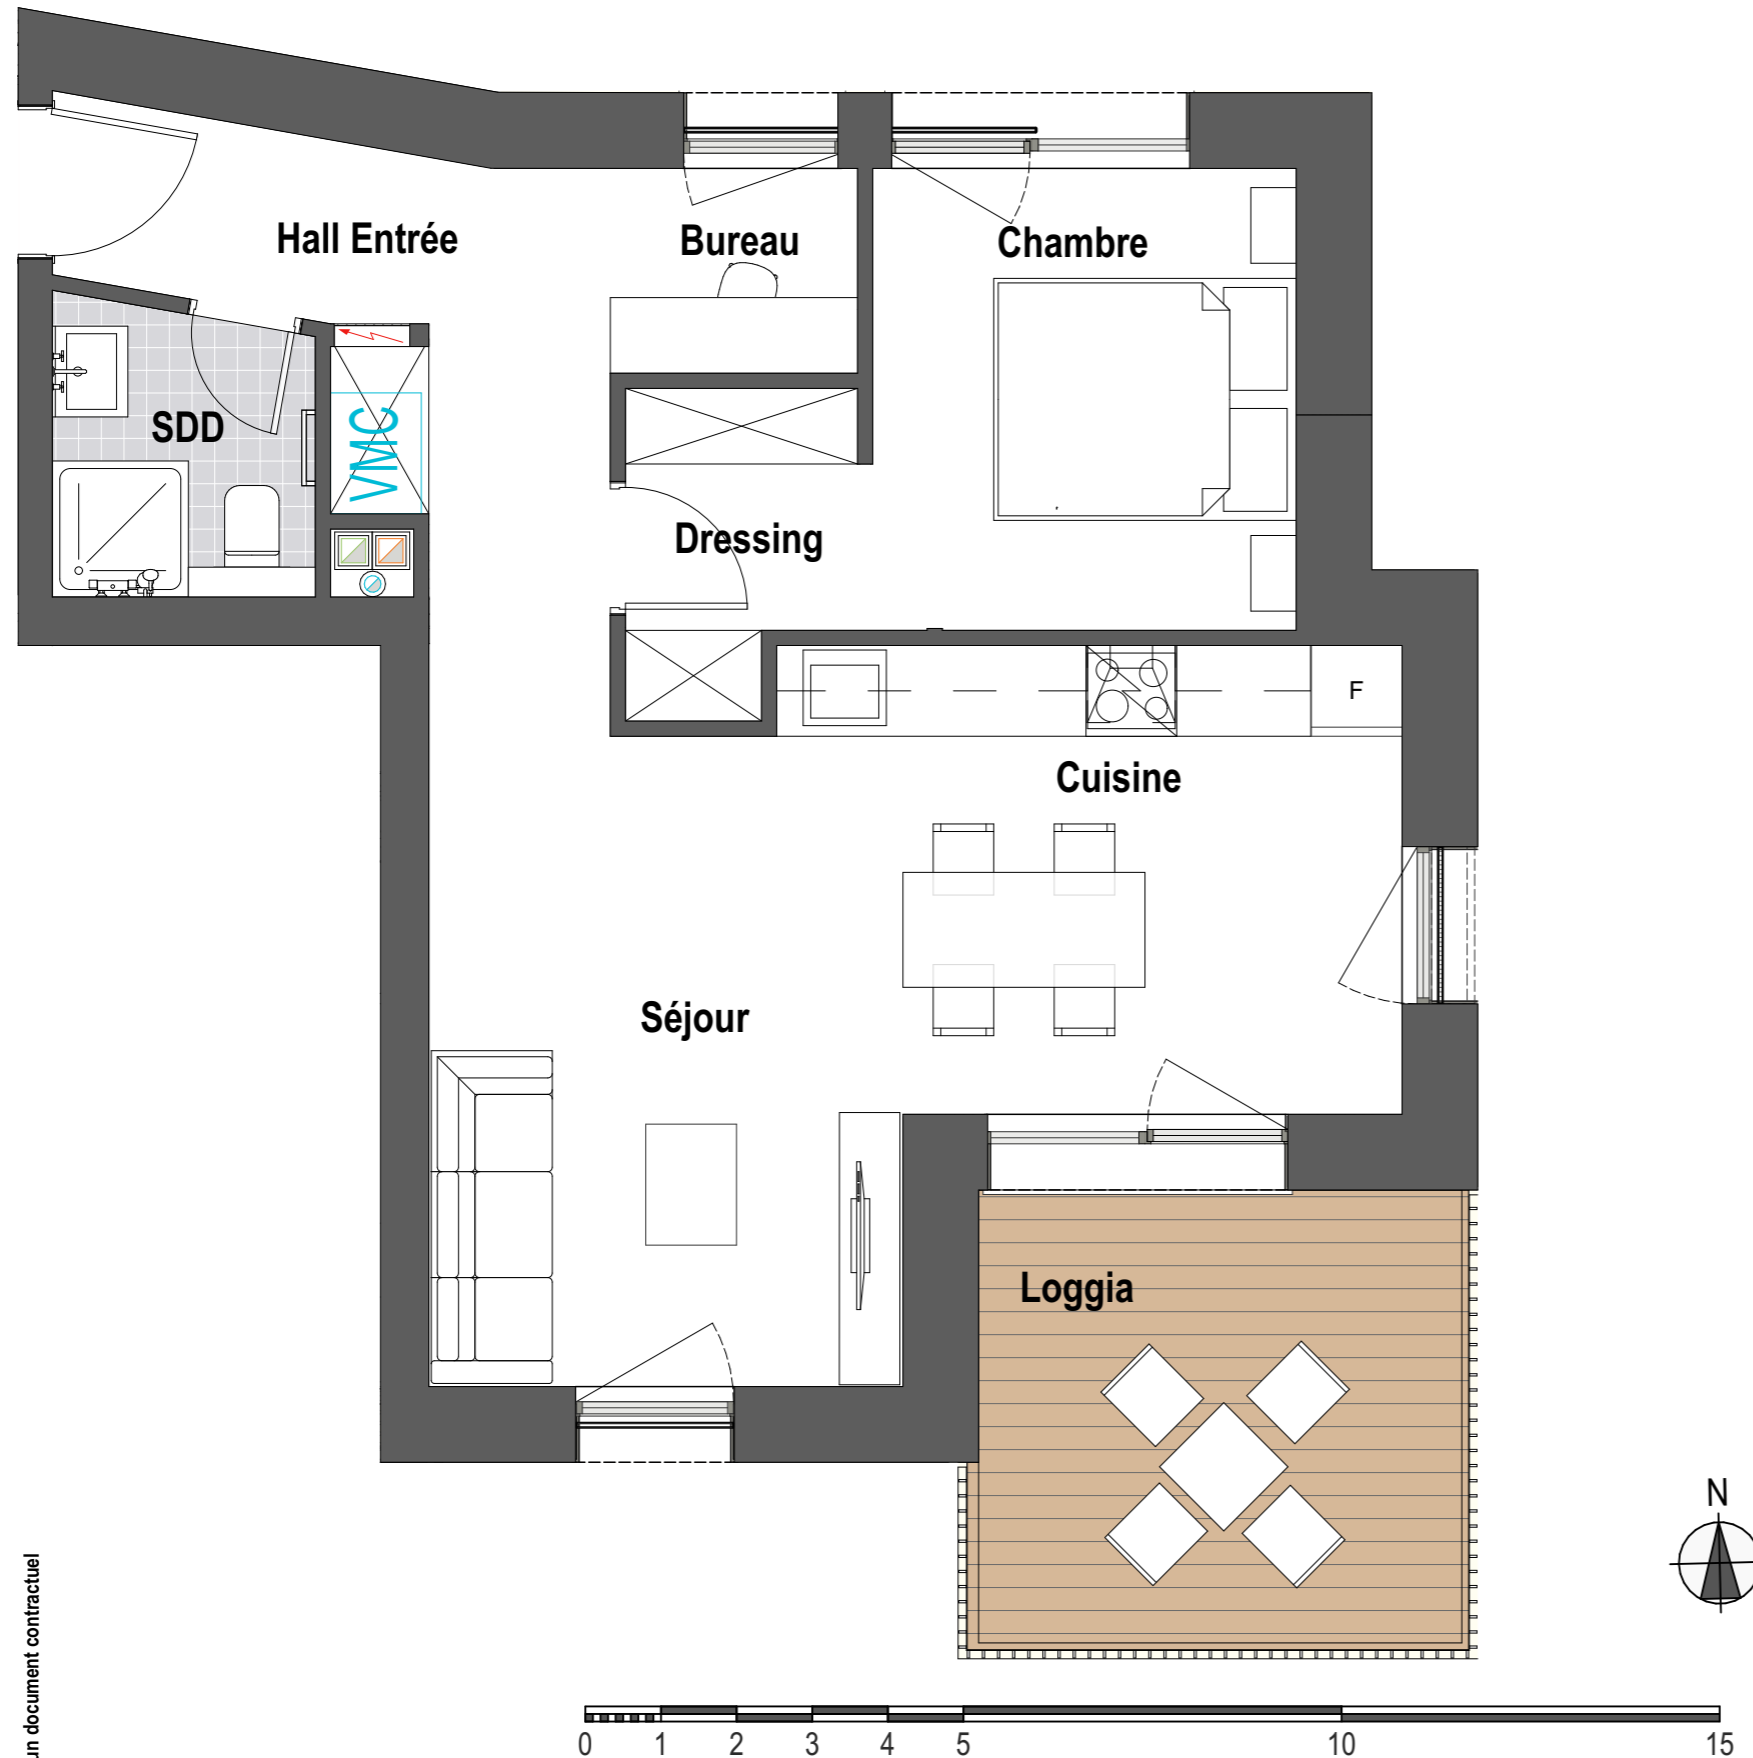 Hall Entrée
Bureau
Chambre
SDD
VMC
Dressing
F
Cuisine
Séjour
Loggia
N
un document contractuel
0 1 2 3 4 5 10 15